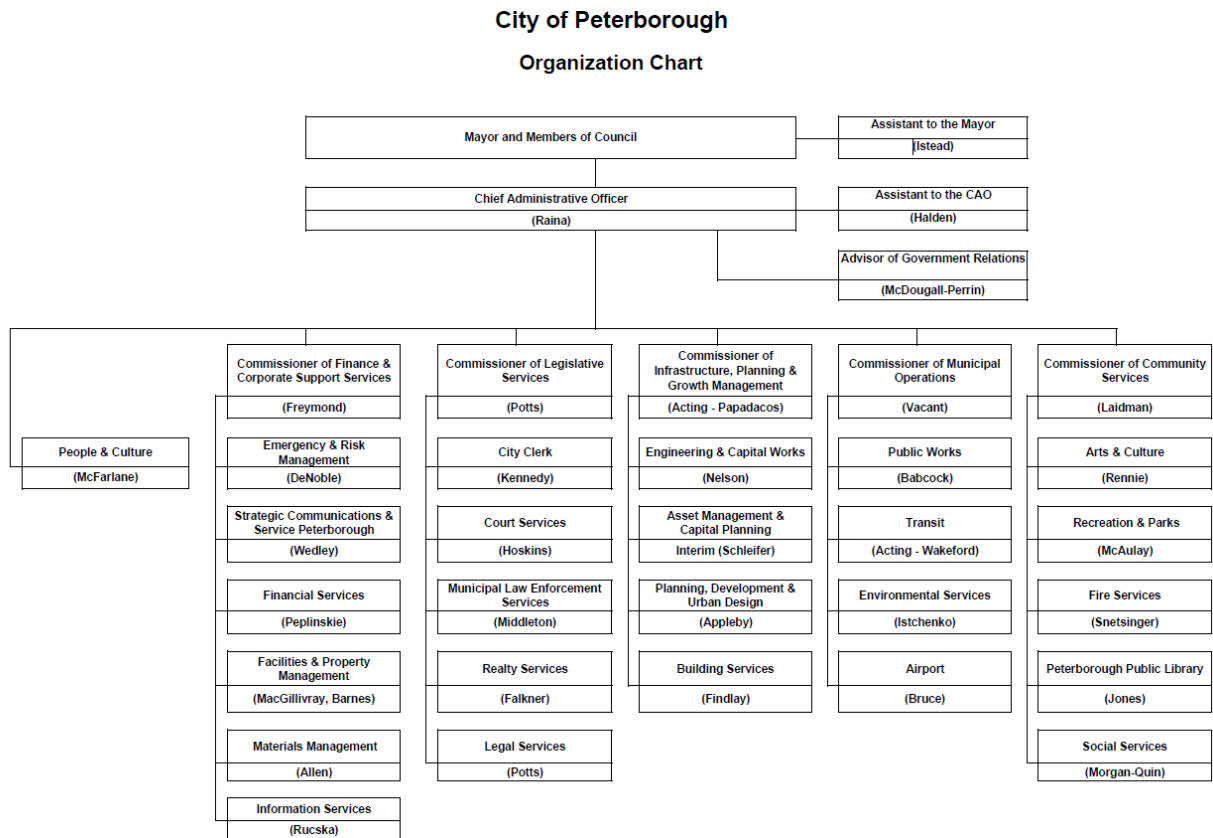 City of Peterborough
Organization Chart
Mayor and Members of Council
Assistant to the Mayor
(Istead)
Chief Administrative Officer
(Raina)
Assistant to the CAO
(Halden)
Advisor of Government Relations
(McDougall-Perrin)
People & Culture
(McFarlane)
Commissioner of Finance &
Corporate Support Services
(Freymond)
Emergency & Risk
Management
(DeNoble)
Strategic Communications &
Service Peterborough
(Wedley)
Financial Services
(Peplinskie)
Facilities & Property
Management
(MacGillivray, Barnes)
Materials Management
(Allen)
Information Services
(Rucska)
Commissioner of Legislative
Services
(Potts)
City Clerk
(Kennedy)
Court Services
(Hoskins)
Municipal Law Enforcement
Services
(Middleton)
Realty Services
(Falkner)
Legal Services
(Potts)
Commissioner of
Infrastructure, Planning &
Growth Management
(Acting - Papadacos)
Engineering & Capital Works
(Nelson)
Asset Management &
Capital Planning
Interim (Schleifer)
Planning, Development &
Urban Design
(Appleby)
Building Services
(Findlay)
Commissioner of Municipal
Operations
(Vacant)
Public Works
(Babcock)
Transit
(Acting - Wakeford)
Environmental Services
(Istchenko)
Airport
(Bruce)
Commissioner of Community
Services
(Laidman)
Arts & Culture
(Rennie)
Recreation & Parks
(McAulay)
Fire Services
(Snetsinger)
Peterborough Public Library
(Jones)
Social Services
(Morgan-Quin)